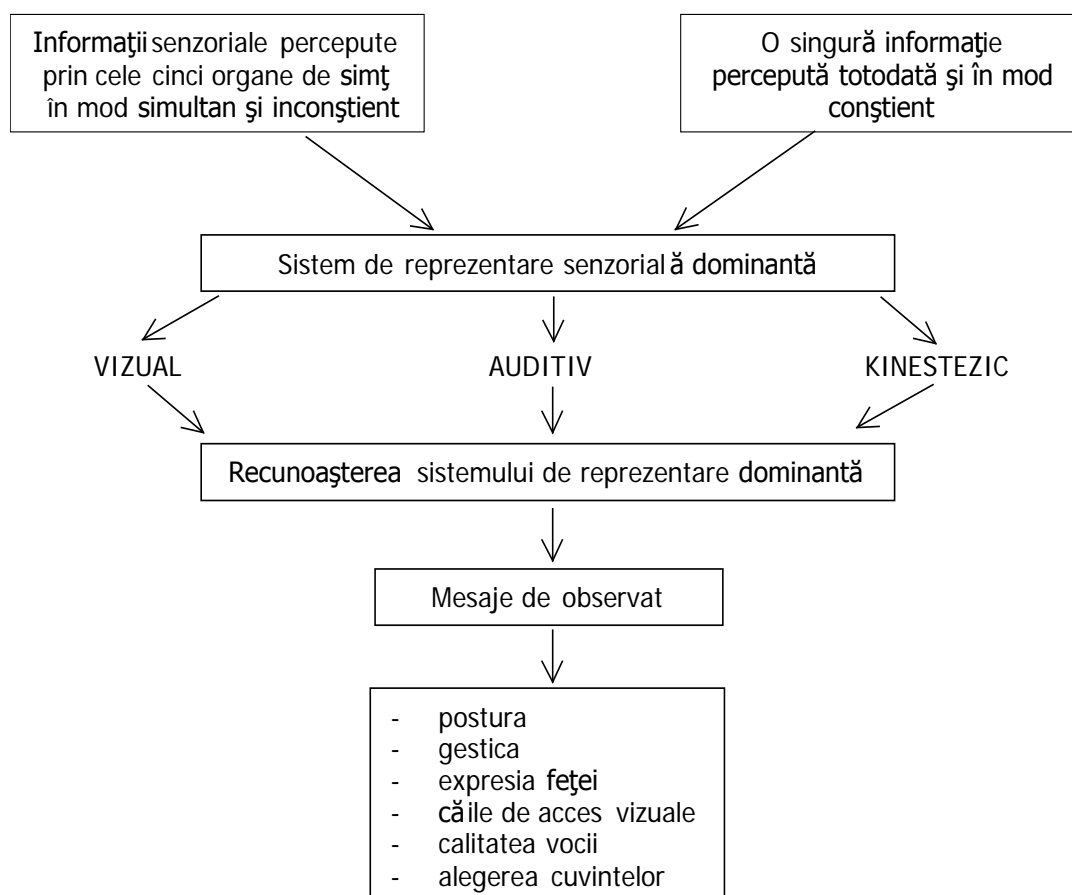 Informaţii senzoriale percepute
prin cele cinci organe de simţ
în mod simultan şi inconştient
O singură informaţie
percepută totodată şi în mod
conştient
Sistem de reprezentare senzorială dominantă
VIZUAL AUDITIV KINESTEZIC
Recunoaşterea sistemului de reprezentare dominantă
Mesaje de observat
- postura
- gestica
- expresia feţei
- căile de acces vizuale
- calitatea vocii
- alegerea cuvintelor